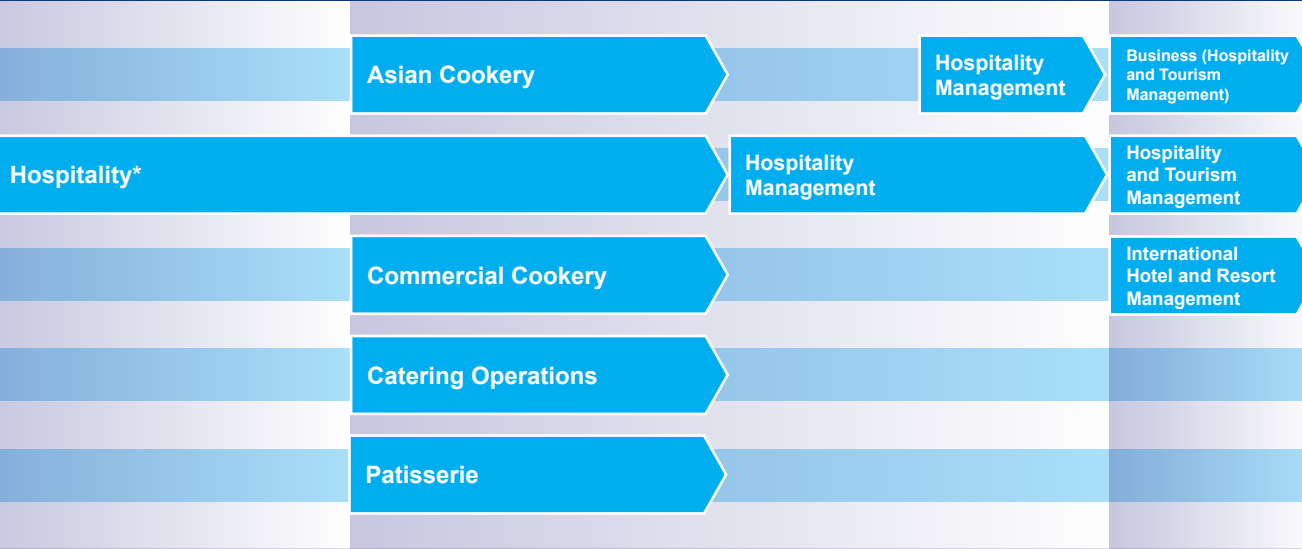 Asian Cookery
Hospitality
Management
Business (Hospitality
and Tourism
Management)
Hospitality*
Hospitality
Management
Hospitality
and Tourism
Management
Commercial Cookery
International
Hotel and Resort
Management
Catering Operations
Patisserie